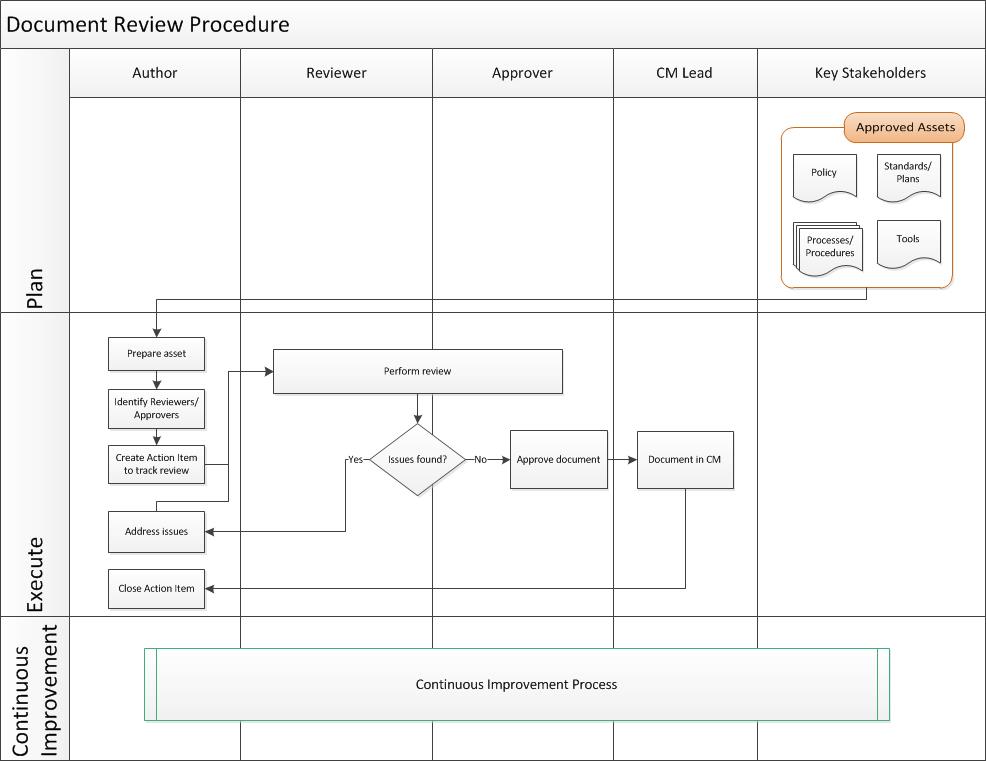 Document Review Procedure
Author
Reviewer
Approver
CM Lead
Key Stakeholders
Plan
Approved Assets
Policy
Standards/
Plans
Processes/
Procedures
Tools
Execute
Prepare asset
Identify Reviewers/
Approvers
Create Action Item
to track review
Address issues
Close Action Item
Perform review
Yes
Issues found?
No
Approve document
Document in CM
Continuous
Improvement
Continuous Improvement Process